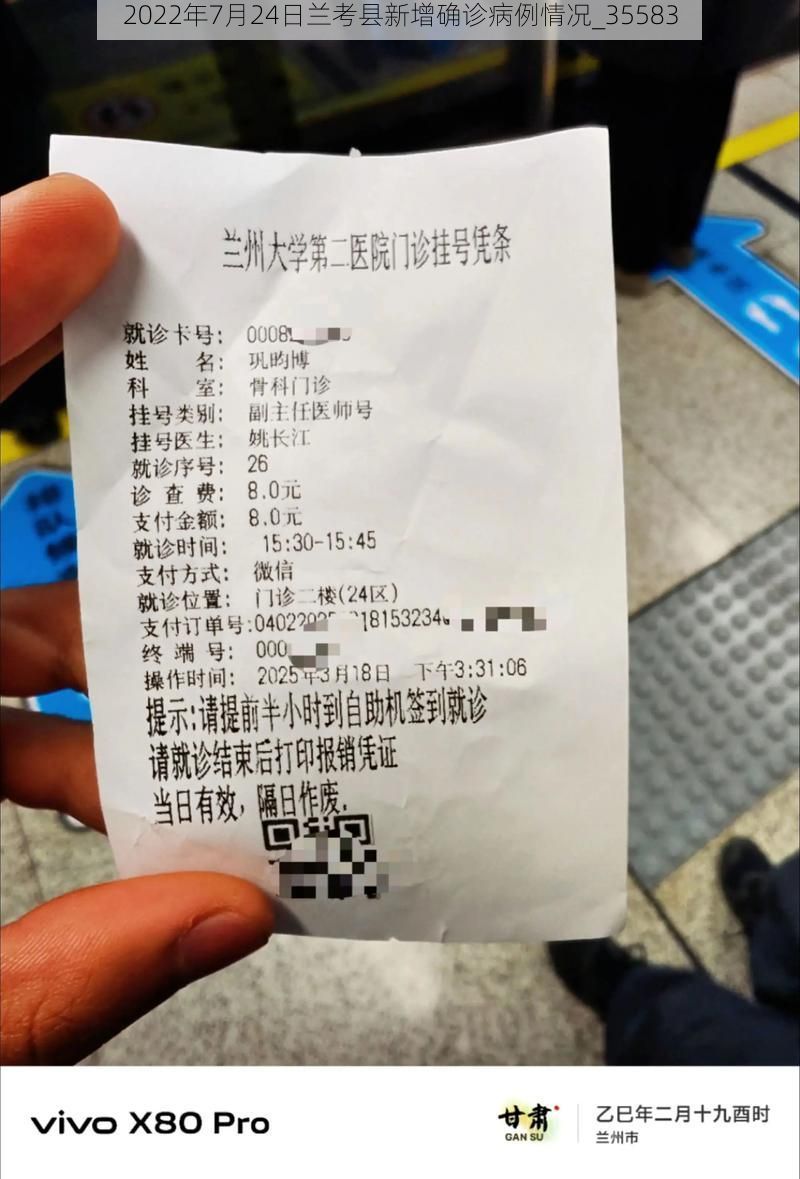 2022年7月24日兰考县新增确诊病例情况_35583
兰州大学第二医院门诊挂号凭条
就诊卡号: 0008
姓 名: 巩昀博
科 室: 骨科门诊
挂号类别: 副主任医师号
挂号医生: 姚长江
就诊序号: 26
诊 查 费: 8.0元
支付金额: 8.0元
就诊时间: 15:30-15:45
支付方式: 微信
就诊位置: 门诊二楼(24区)
支付订单号:0402202 18153234
终 端 号: 000
操作时间: 2025年3月18日 下午3:31:06
提示:请提前半小时到自助机签到就诊
请就诊结束后打印报销凭证
当日有效，隔日作废.
vivo X80 Pro
甘肃
GAN SU
乙巳年二月十九酉时
兰州市